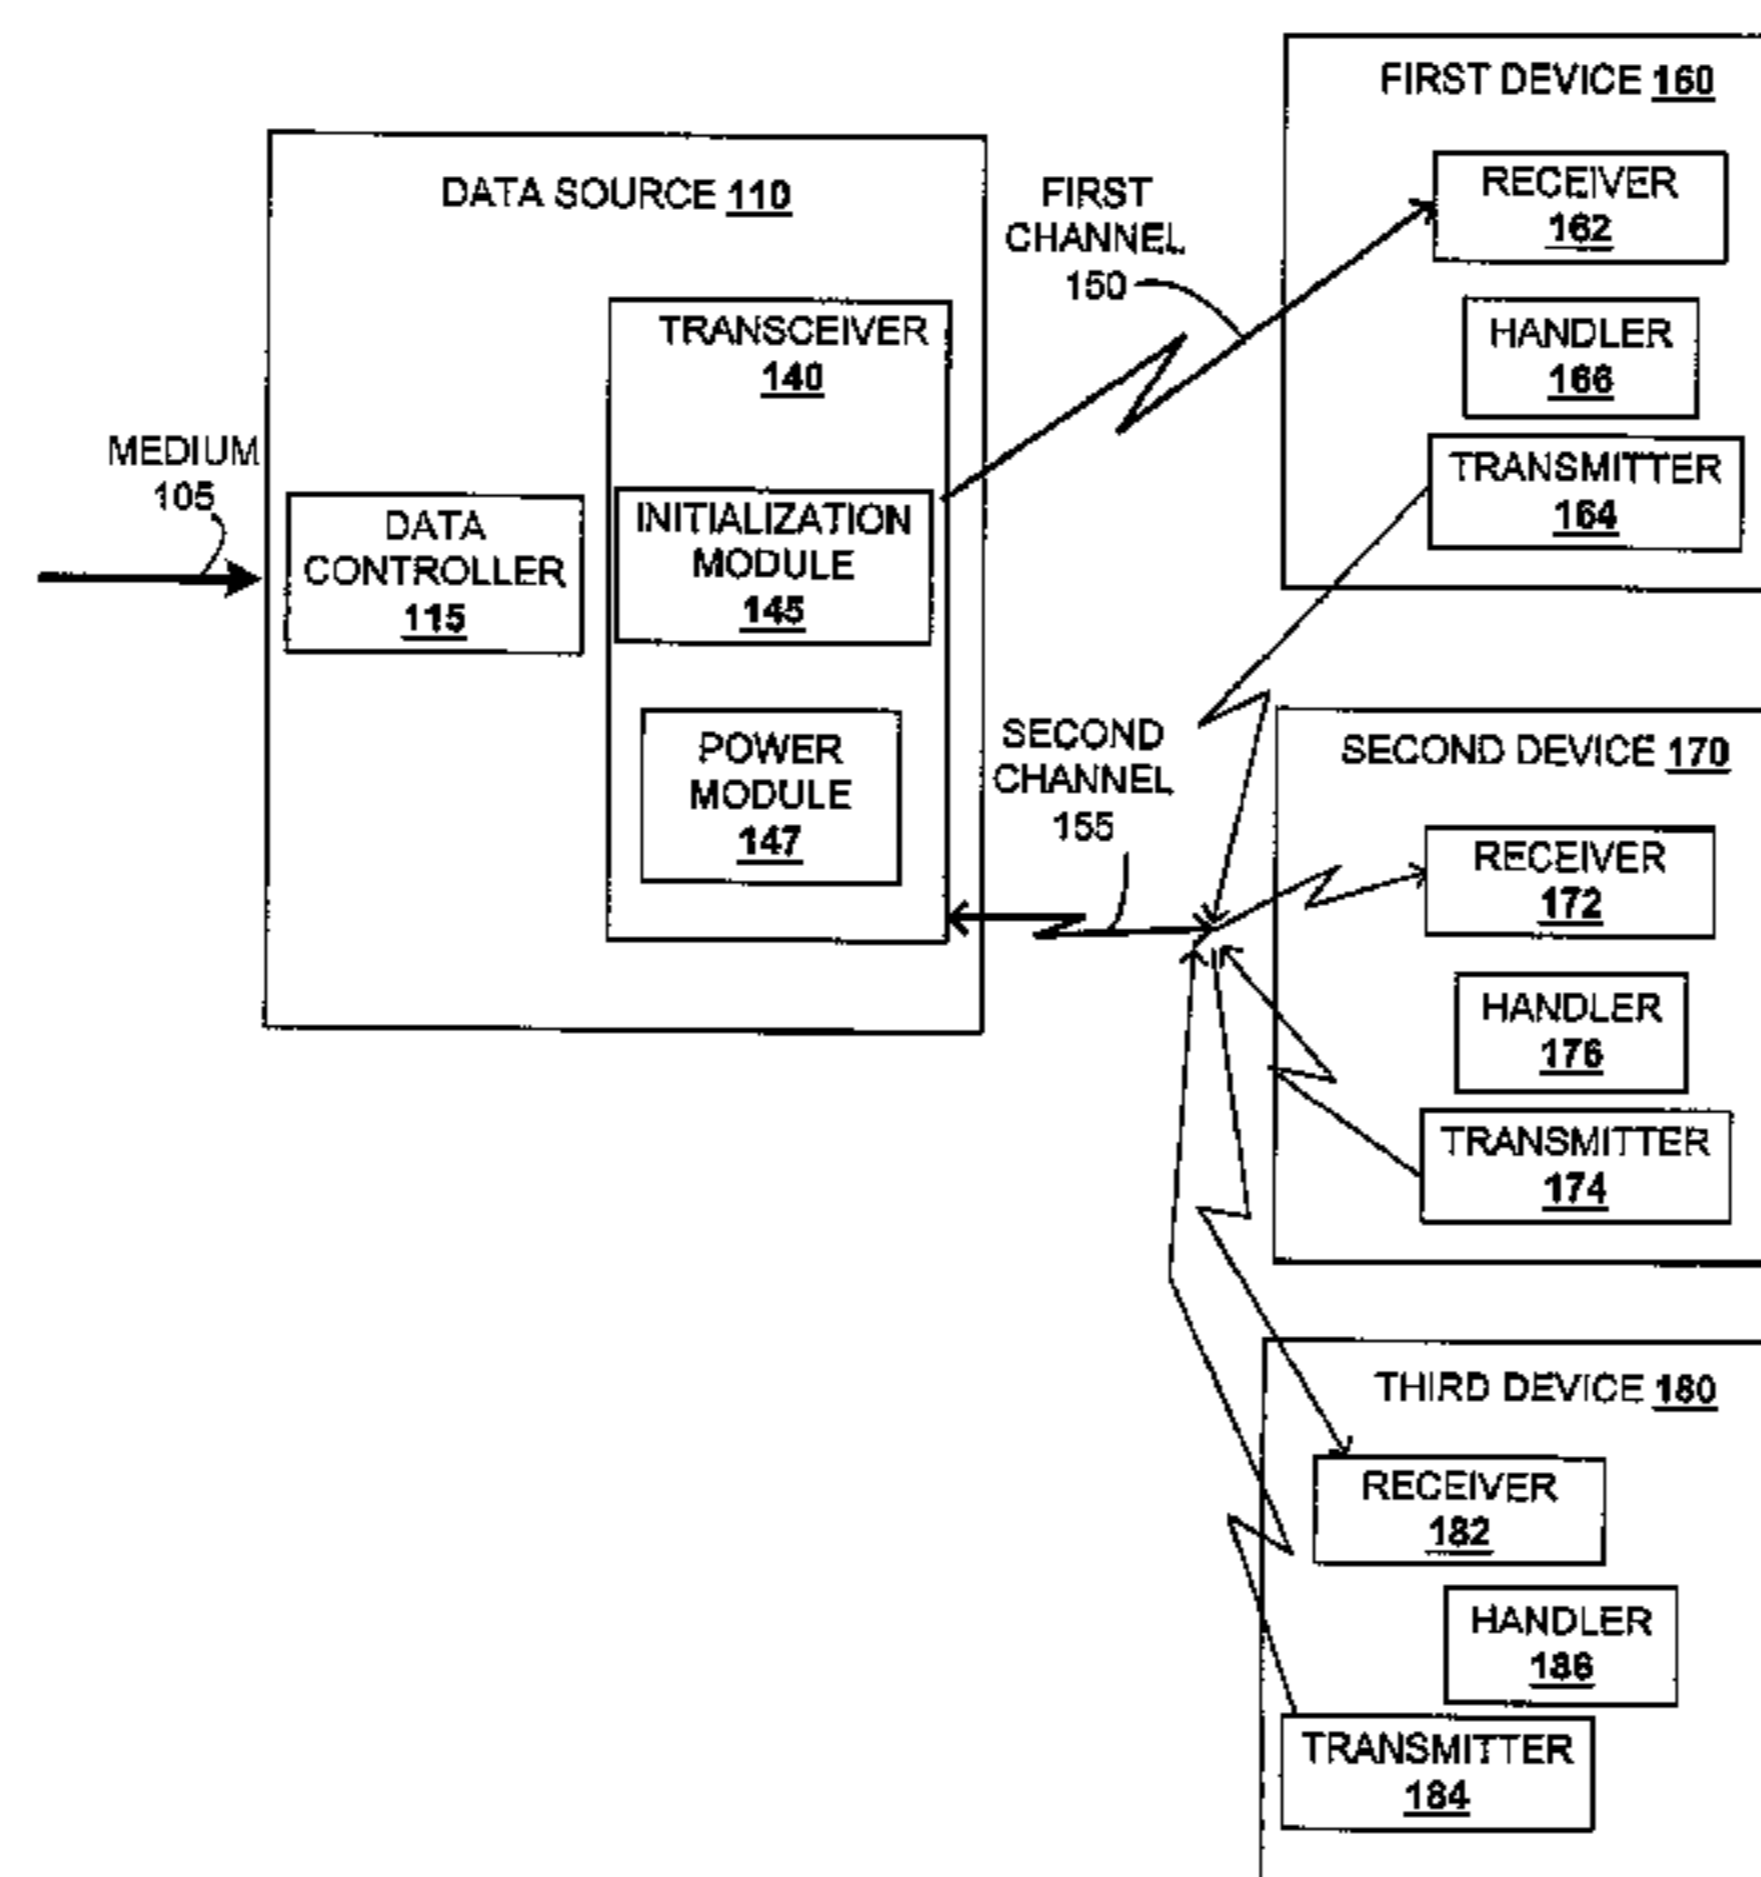 MEDIUM
105
DATA SOURCE 110
DATA
CONTROLLER
115
TRANSCEIVER
140
INITIALIZATION
MODULE
145
POWER
MODULE
147
FIRST
CHANNEL
150
SECOND
CHANNEL
155
FIRST DEVICE 160
RECEIVER
162
HANDLER
166
TRANSMITTER
164
SECOND DEVICE 170
RECEIVER
172
HANDLER
176
TRANSMITTER
174
THIRD DEVICE 180
RECEIVER
182
HANDLER
186
TRANSMITTER
184